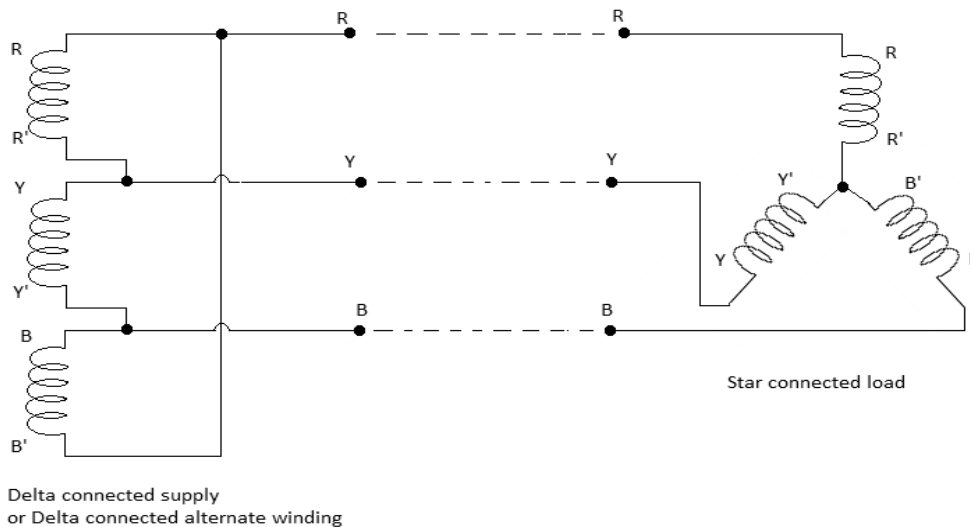 R
R
R
R
R'
R'
Y
Y
Y
Y'
B'
Y
Y'
B
B
B
B'
Star connected load
Delta connected supply
or Delta connected alternate winding